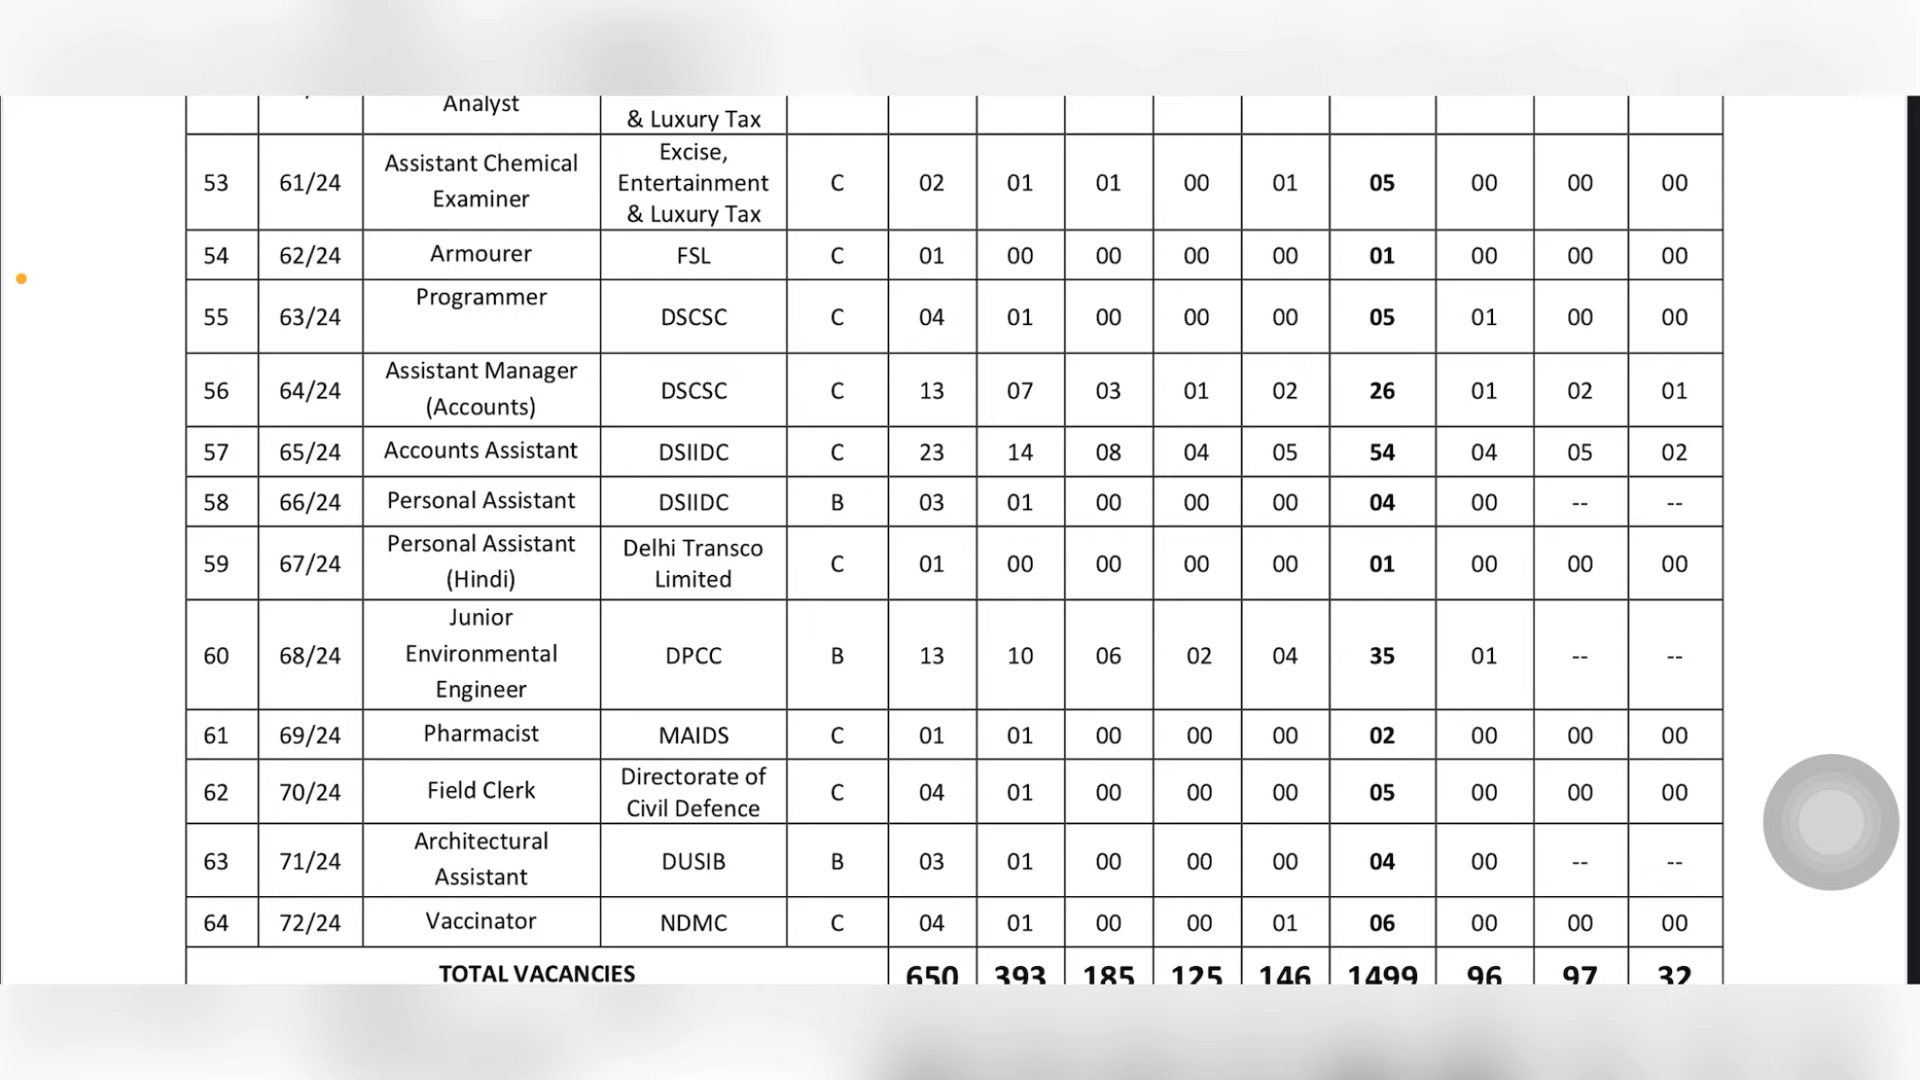 Analyst & Luxury Tax
53 61/24 Assistant Chemical Examiner Excise, Entertainment & Luxury Tax C 02 01 01 00 01 05 00 00 00
54 62/24 Armourer FSL C 01 00 00 00 00 01 00 00 00
55 63/24 Programmer DSCSC C 04 01 00 00 00 05 01 00 00
56 64/24 Assistant Manager (Accounts) DSCSC C 13 07 03 01 02 26 01 02 01
57 65/24 Accounts Assistant DSIIDC C 23 14 08 04 05 54 04 05 02
58 66/24 Personal Assistant DSIIDC B 03 01 00 00 00 04 00 -- --
59 67/24 Personal Assistant (Hindi) Delhi Transco Limited C 01 00 00 00 00 01 00 00 00
60 68/24 Junior Environmental Engineer DPCC B 13 10 06 02 04 35 01 -- --
61 69/24 Pharmacist MAIDS C 01 01 00 00 00 02 00 00 00
62 70/24 Field Clerk Directorate of Civil Defence C 04 01 00 00 00 05 00 00 00
63 71/24 Architectural Assistant DUSIB B 03 01 00 00 00 04 00 -- --
64 72/24 Vaccinator NDMC C 04 01 00 00 01 06 00 00 00
TOTAL VACANCIES 650 393 185 125 146 1499 96 97 32